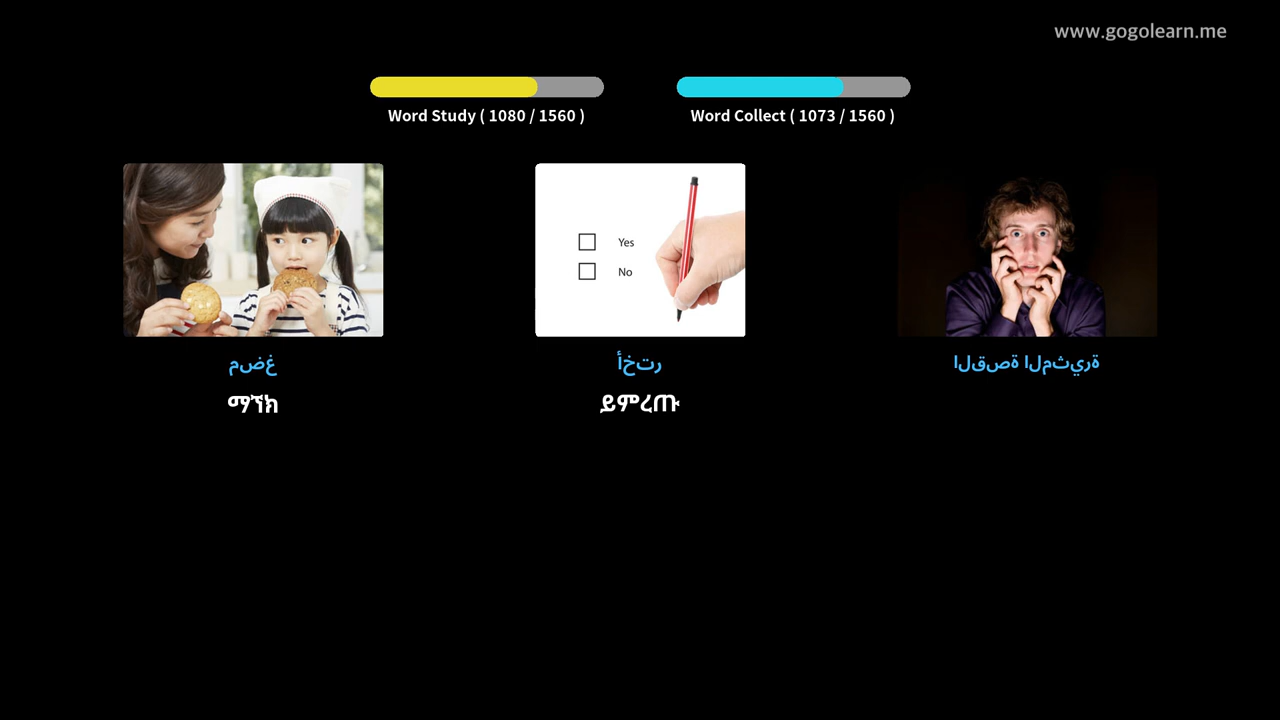 www.gogolearn.me
Word Study ( 1080 / 1560 )
Word Collect ( 1073 / 1560 )
Yes
No
مضغ
أختر
القصة المثيرة
ማኘክ
ይምረጡ